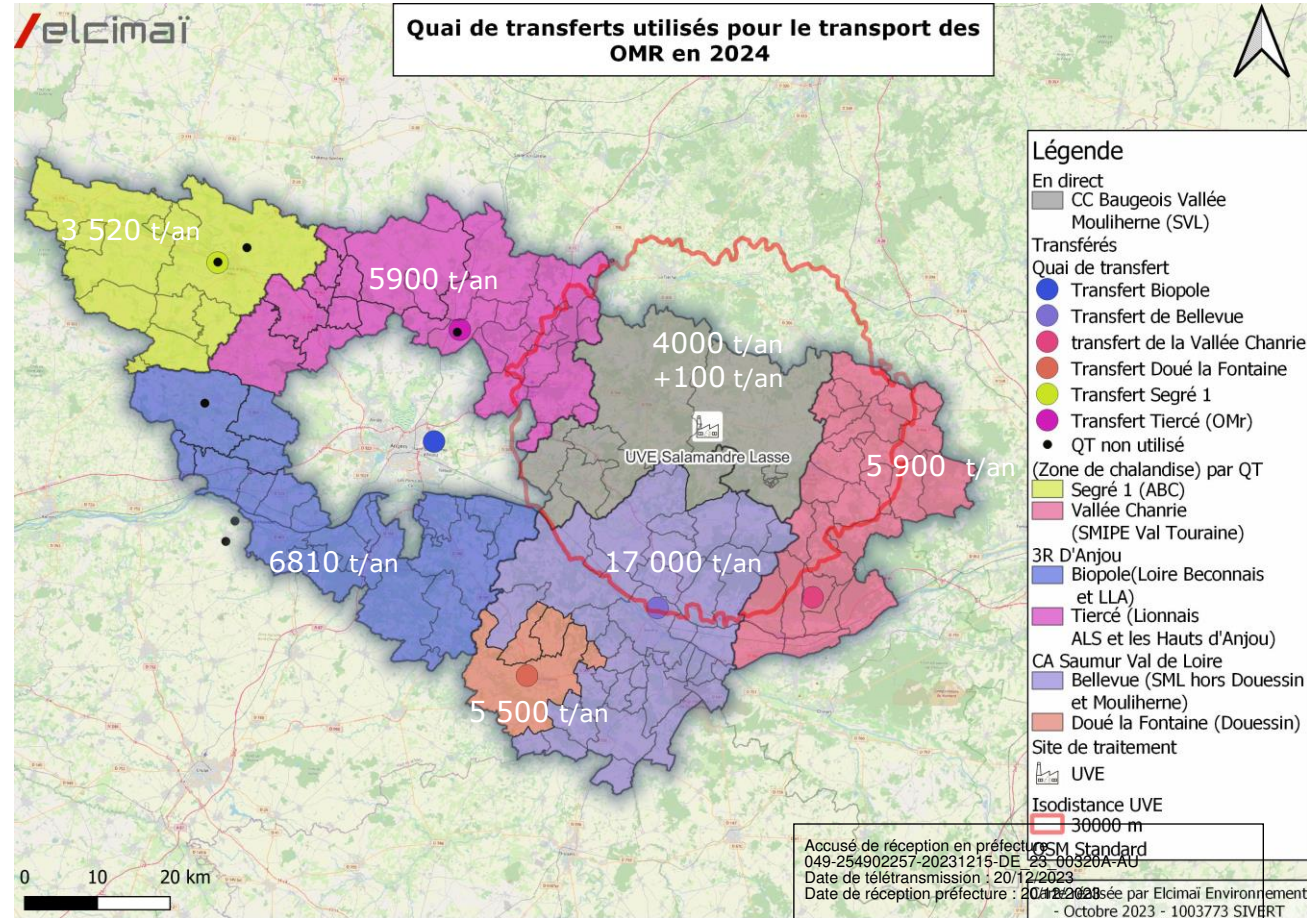 elcimaï
Quai de transferts utilisés pour le transport des
OMR en 2024
3 520 t/an
5900 t/an
4000 t/an
+100 t/an
UVE Salamandre Lasse
5 900 t/an
6810 t/an
17 000 t/an
5 500 t/an
Légende
En direct
CC Baugeois Vallée
Mouliherne (SVL)
Transférés
Quai de transfert
Transfert Biopole
Transfert de Bellevue
transfert de la Vallée Chanrie
Transfert Doué la Fontaine
Transfert Segré 1
Transfert Tiercé (OMr)
QT non utilisé
(Zone de chalandise) par QT
Segré 1 (ABC)
Vallée Chanrie
(SMIPE Val Touraine)
3R D'Anjou
Biopole(Loire Beconnais
et LLA)
Tiercé (Lionnais
ALS et les Hauts d'Anjou)
CA Saumur Val de Loire
Bellevue (SML hors Douessin
et Mouliherne)
Doué la Fontaine (Douessin)
Site de traitement
UVE
Isodistance UVE
30000 m
OSM Standard
Accusé de réception en préfecture
049-254902257-20231215-DE_23_00320A-AU
Date de télétransmission : 20/12/2023
Date de réception préfecture : 20/12/2023
réalisée par Elcimaï Environnement
- Octobre 2023 - 1003773 SIVERT
0 10 20 km